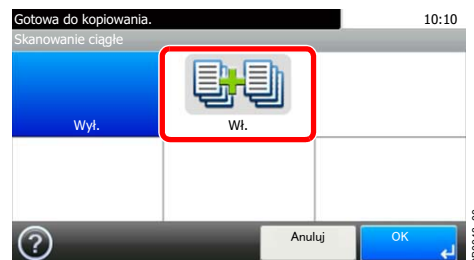 Gotowa do kopiowania. 10:10
Skanowanie ciągłe
Wył. Wł.
Anuluj OK